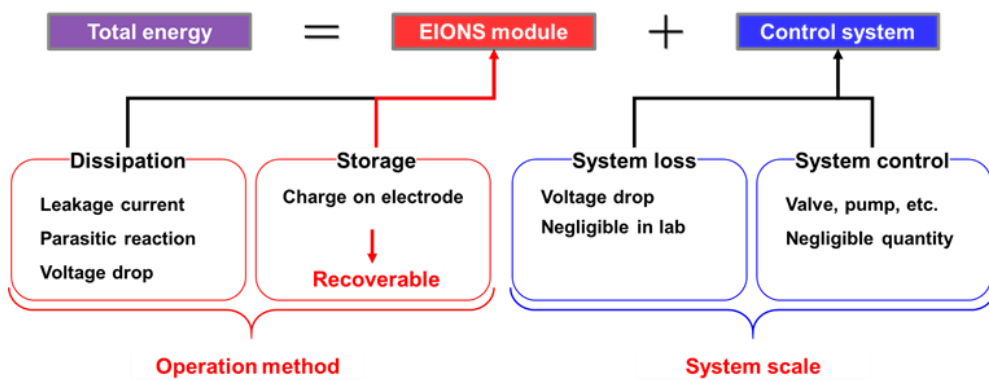 Total energy = EIONS module + Control system
Dissipation
Leakage current
Parasitic reaction
Voltage drop
Storage
Charge on electrode
Recoverable
System loss
Voltage drop
Negligible in lab
System control
Valve, pump, etc.
Negligible quantity
Operation method
System scale